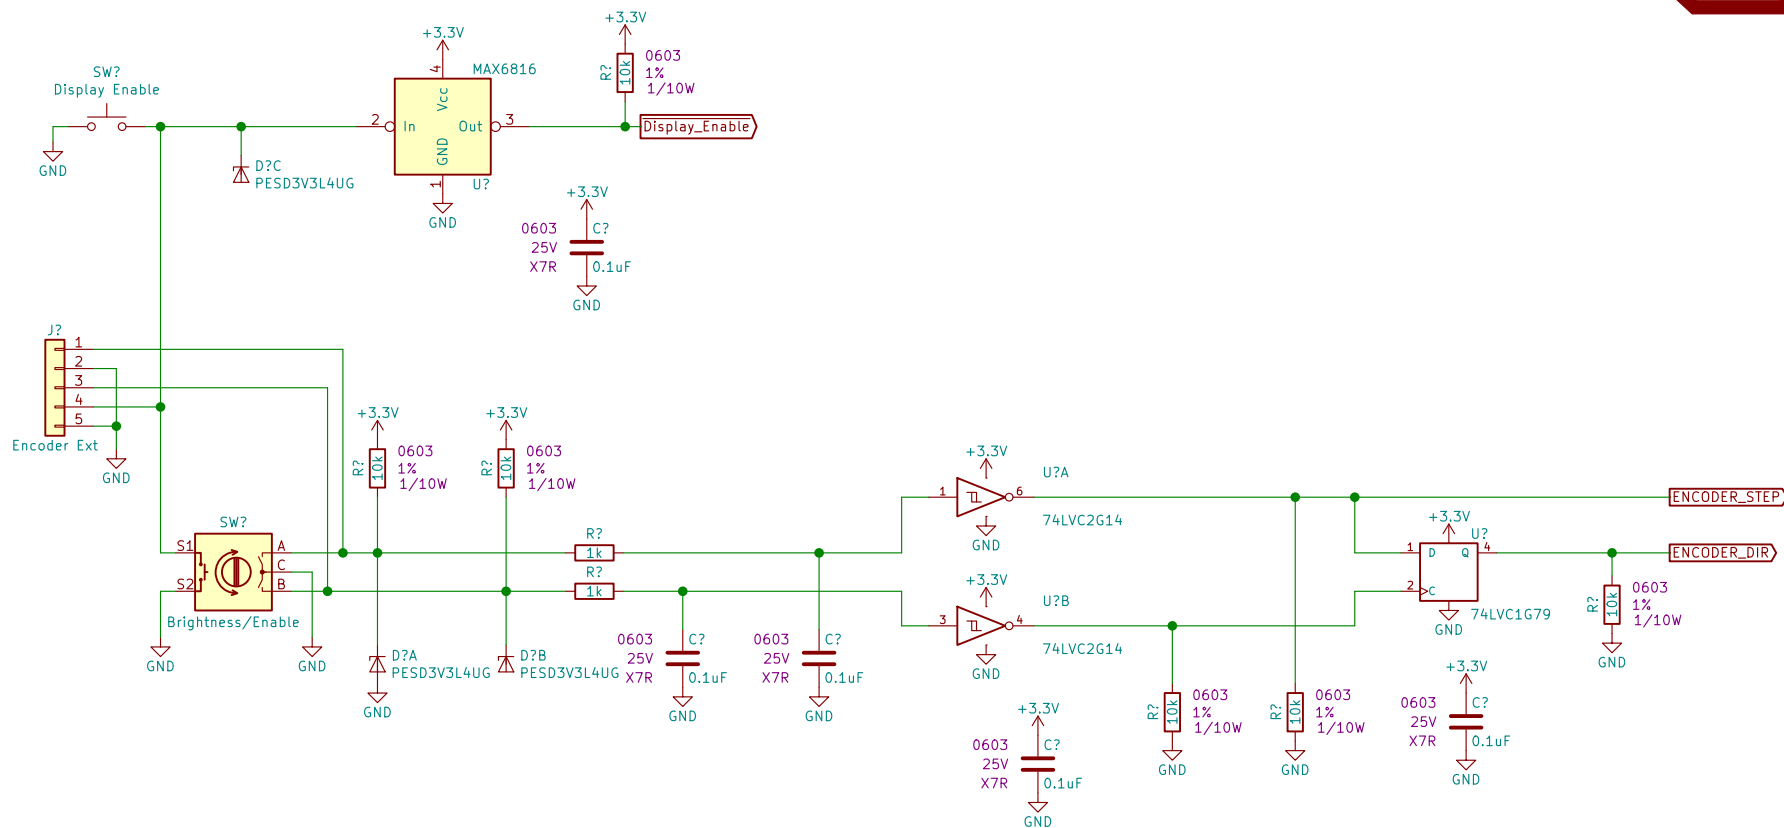 +3.3V
+3.3V
0603
1%
1/10W
R?
10k
SW?
Display Enable
MAX6816
4
Vcc
2
In
Out
3
GND
1
U?
GND
Display_Enable
GND
D?C
PESD3V3L4UG
+3.3V
0603
25V
X7R
C?
0.1uF
GND
J?
1
2
3
4
5
Encoder Ext
GND
+3.3V
R?
10k
0603
1%
1/10W
+3.3V
R?
10k
0603
1%
1/10W
SW?
S1
S2
A
C
B
Brightness/Enable
GND
GND
R?
1k
R?
1k
D?A
PESD3V3L4UG
GND
D?B
PESD3V3L4UG
0603
25V
X7R
C?
0.1uF
GND
0603
25V
X7R
C?
0.1uF
GND
+3.3V
U?A
1
6
74LVC2G14
GND
+3.3V
U?B
3
4
74LVC2G14
GND
ENCODER_STEP
+3.3V
U?
1
D
Q
4
2
C
74LVC1G79
GND
ENCODER_DIR
R?
10k
0603
1%
1/10W
GND
R?
10k
0603
1%
1/10W
GND
R?
10k
0603
1%
1/10W
GND
+3.3V
0603
25V
X7R
C?
0.1uF
GND
+3.3V
0603
25V
X7R
C?
0.1uF
GND